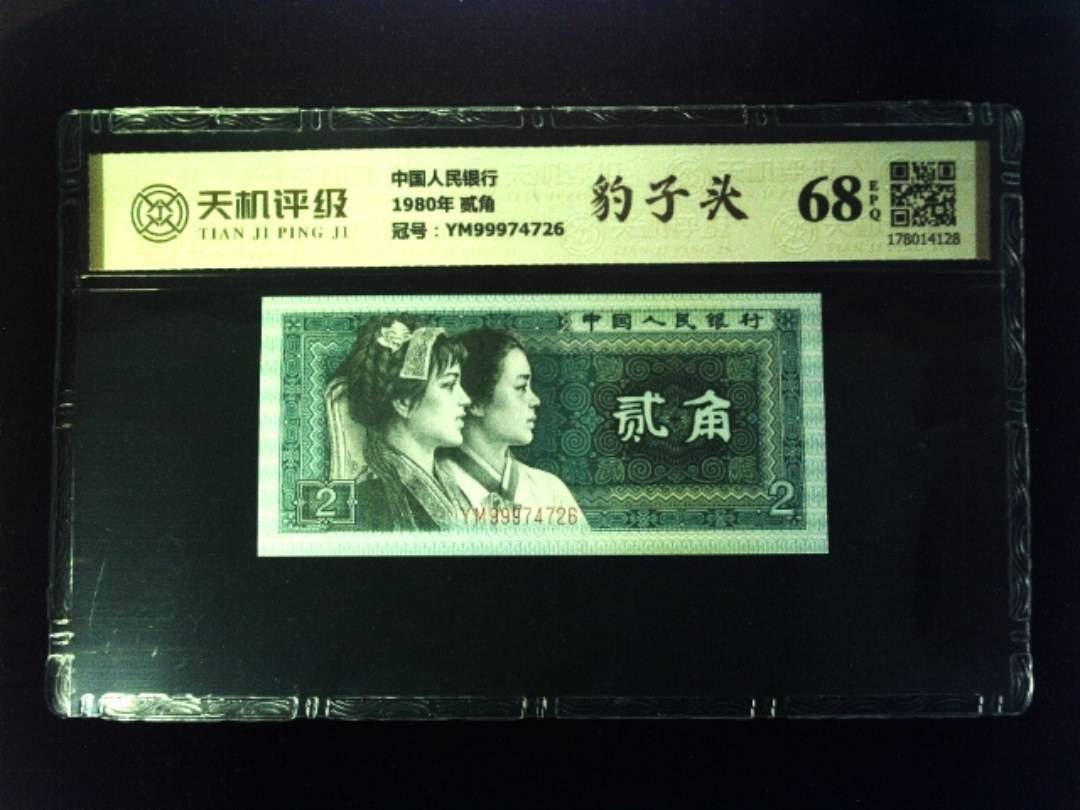 天机评级
TIAN JI PING JI
中国人民银行
1980年 贰角
冠号：YM99974726
豹子头
68
EPQ
178014128
中国人民银行
贰角
2
2
YM99974726